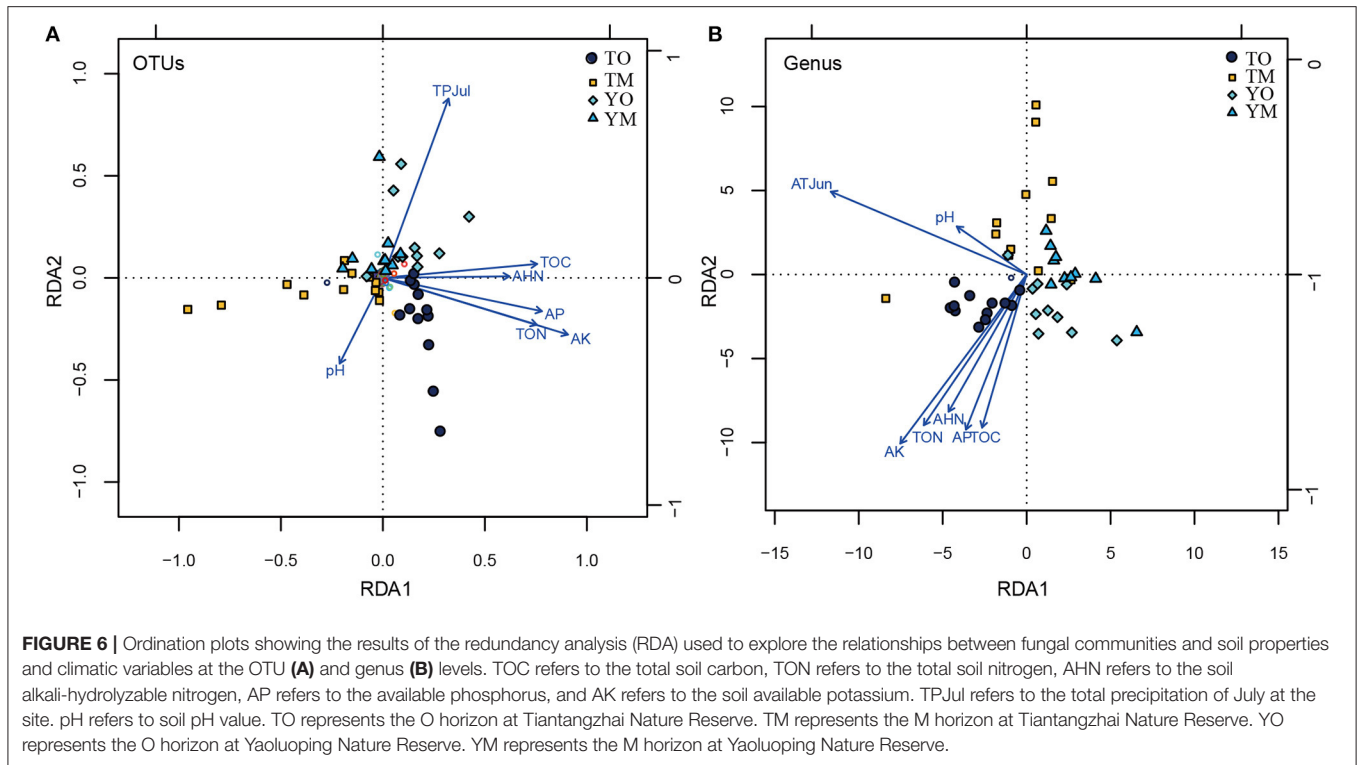 A
OTUs
TO
TM
YO
YM
TPJul
TOC
AHN
AP
TON
AK
pH
1.0
0.5
0.0
−0.5
−1.0
RDA2
1
0
−1
−1.0
−0.5
0.0
0.5
1.0
RDA1
B
Genus
TO
TM
YO
YM
ATJun
pH
AHN
TON
AP
TOC
AK
10
5
0
−5
−10
RDA2
0
−1
−1
−15
−10
−5
0
5
10
15
RDA1
FIGURE 6 | Ordination plots showing the results of the redundancy analysis (RDA) used to explore the relationships between fungal communities and soil properties
and climatic variables at the OTU (A) and genus (B) levels. TOC refers to the total soil carbon, TON refers to the total soil nitrogen, AHN refers to the soil
alkali-hydrolyzable nitrogen, AP refers to the available phosphorus, and AK refers to the soil available potassium. TPJul refers to the total precipitation of July at the
site. pH refers to soil pH value. TO represents the O horizon at Tiantangzhai Nature Reserve. TM represents the M horizon at Tiantangzhai Nature Reserve. YO
represents the O horizon at Yaoluoping Nature Reserve. YM represents the M horizon at Yaoluoping Nature Reserve.